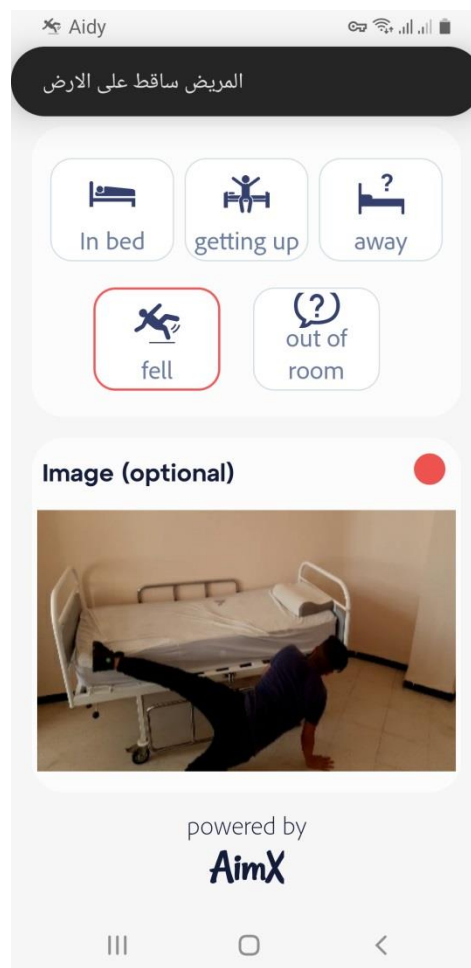 Aidy
المريض ساقط على الارض
In bed
getting up
away
fell
out of
room
Image (optional)
powered by
AimX